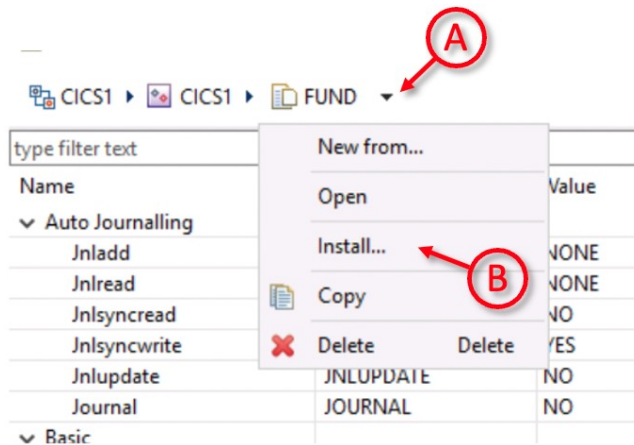 A
CICS1 CICS1 FUND
type filter text
New from...
Name
Value
Open
Auto Journalling
Jnladd
Install...
NONE
Jnlread
B
NONE
Jnlsyncread
Copy
NO
Jnlsyncwrite
Delete Delete
YES
Jnlupdate JNLUPDATE NO
Journal JOURNAL NO
Basic